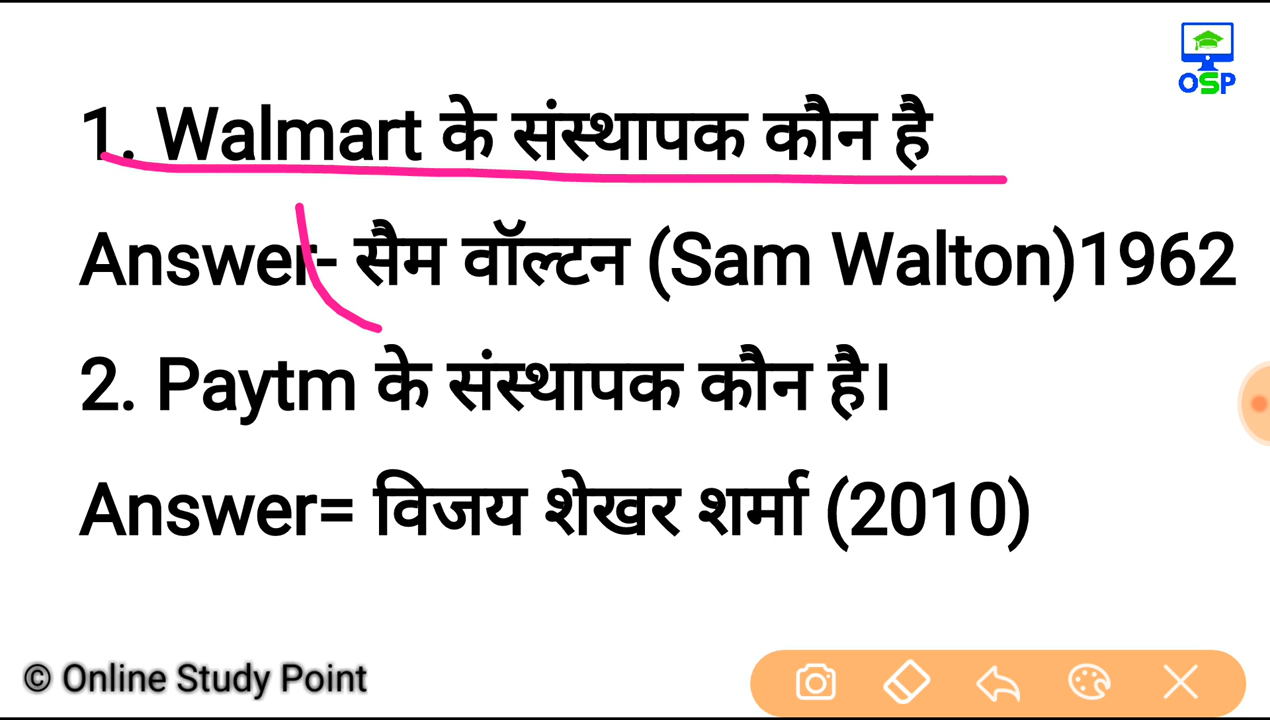 OSP
1. Walmart के संस्थापक कौन है
Answer- सैम वॉल्टन (Sam Walton)1962
2. Paytm के संस्थापक कौन है।
Answer= विजय शेखर शर्मा (2010)
© Online Study Point